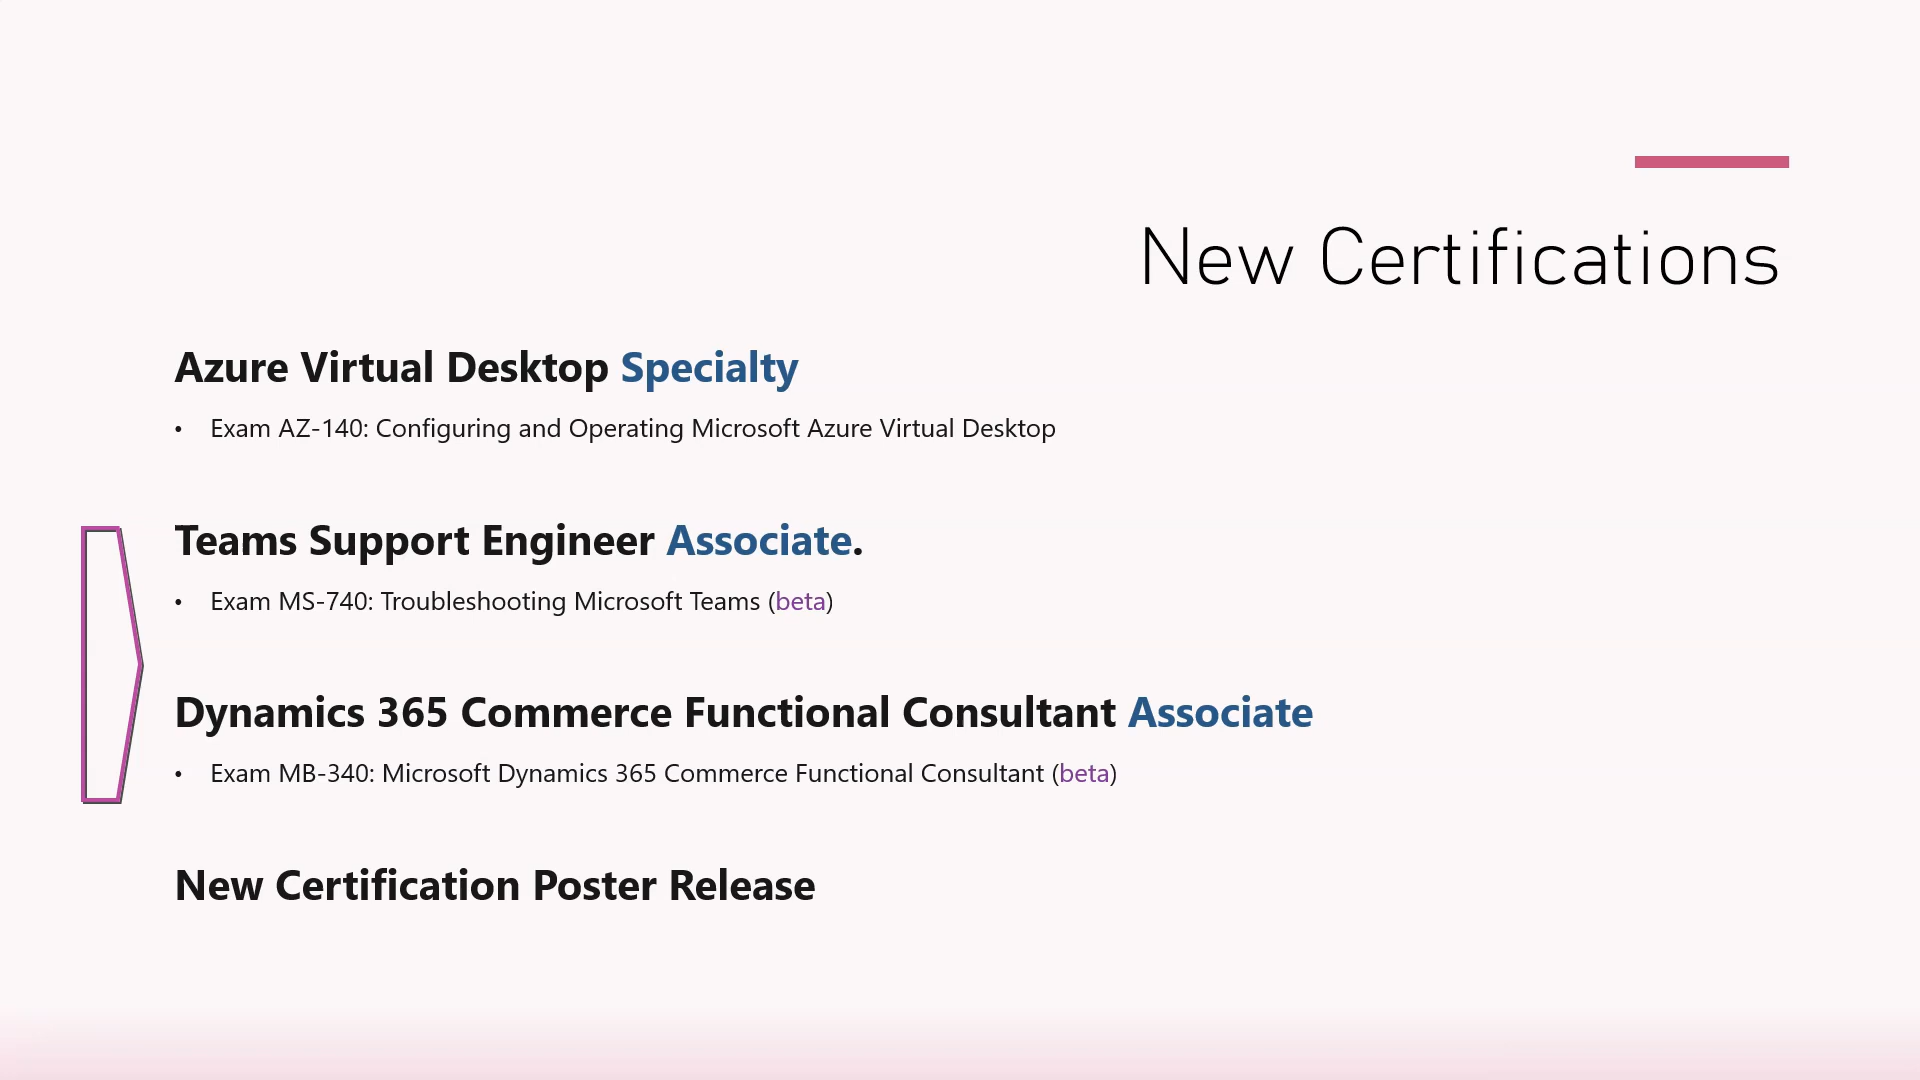 New Certifications
Azure Virtual Desktop Specialty
• Exam AZ-140: Configuring and Operating Microsoft Azure Virtual Desktop
Teams Support Engineer Associate.
• Exam MS-740: Troubleshooting Microsoft Teams (beta)
Dynamics 365 Commerce Functional Consultant Associate
• Exam MB-340: Microsoft Dynamics 365 Commerce Functional Consultant (beta)
New Certification Poster Release